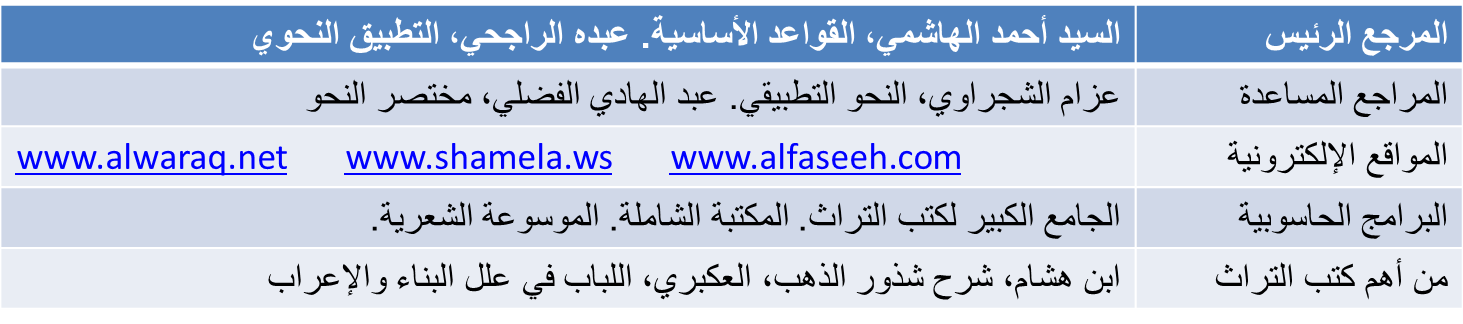 المرجع الرئيس السيد أحمد الهاشمي، القواعد الأساسية. عبده الراجحي، التطبيق النحوي
المراجع المساعدة عزام الشجراوي، النحو التطبيقي. عبد الهادي الفضلي، مختصر النحو
المواقع الإلكترونية www.alfaseeh.com www.shamela.ws www.alwaraq.net
البرامج الحاسوبية الجامع الكبير لكتب التراث. المكتبة الشاملة. الموسوعة الشعرية.
من أهم كتب التراث ابن هشام، شرح شذور الذهب، العكبري، اللباب في علل البناء والإعراب